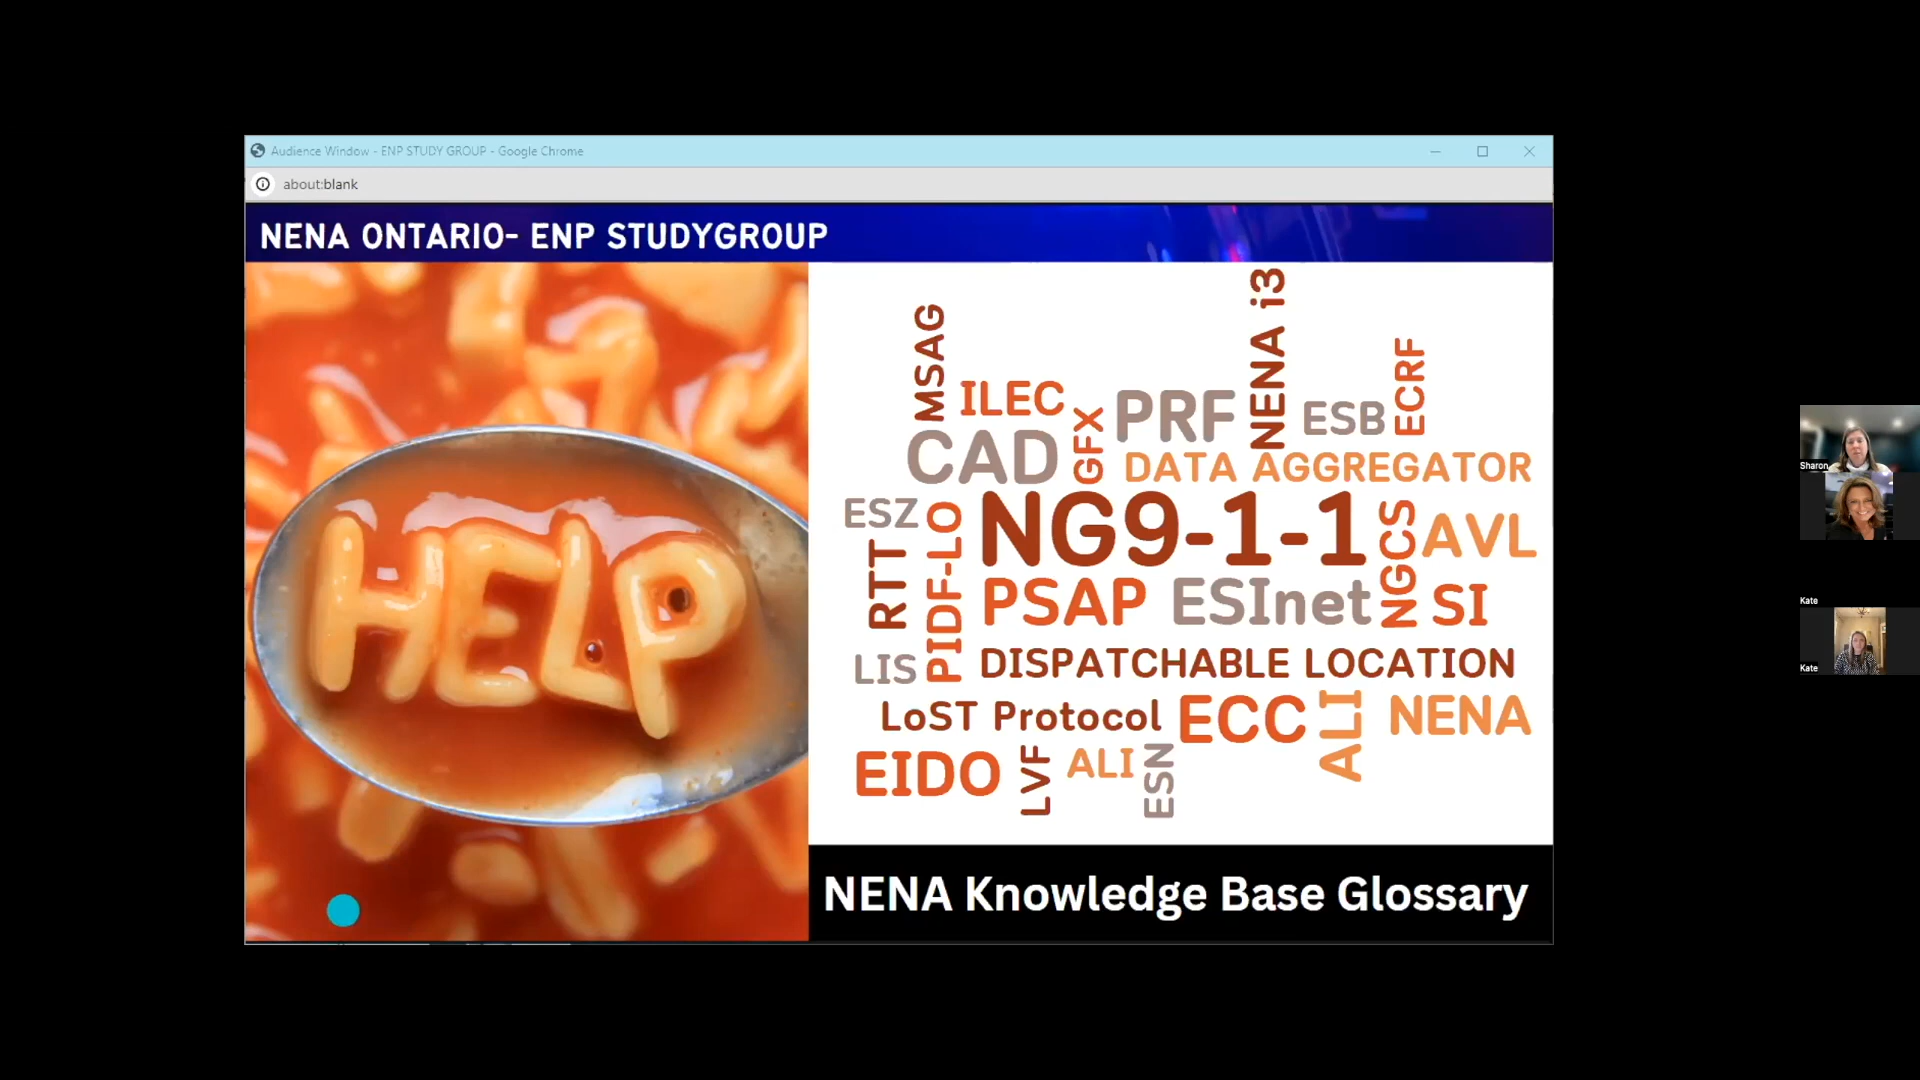 Audience Window - ENP STUDY GROUP - Google Chrome
about:blank
NENA ONTARIO- ENP STUDYGROUP
HELP
MSAG
ILEC
GFX
PRF
NENA i3
ESB
ECRF
CAD
DATA AGGREGATOR
ESZ
PIDF-LO
NG9-1-1
NGCS
AVL
RTT
PSAP
ESInet
SI
LIS
DISPATCHABLE LOCATION
LoST Protocol
ECC
ALI
NENA
EIDO
LVF
ALI
ESN
NENA Knowledge Base Glossary
Sharon
Kate
Kate